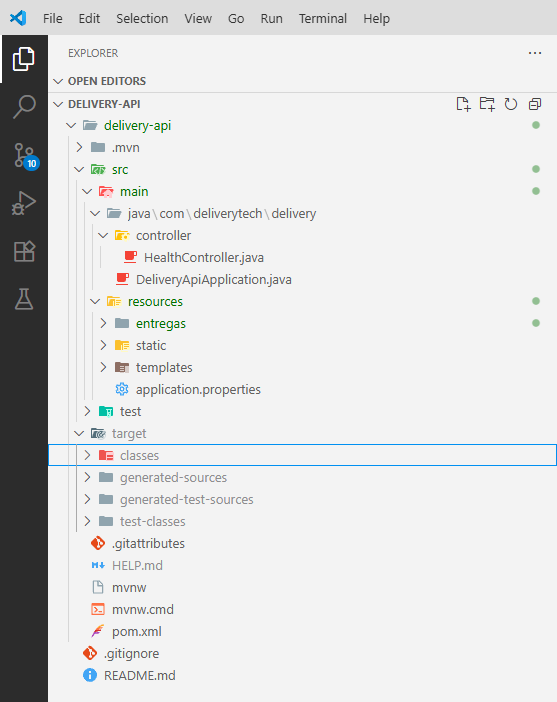 File Edit Selection View Go Run Terminal Help
EXPLORER
OPEN EDITORS
DELIVERY-API
delivery-api
.mvn
src
main
java\com\deliverytech\delivery
controller
HealthController.java
DeliveryApiApplication.java
resources
entregas
static
templates
application.properties
test
target
classes
generated-sources
generated-test-sources
test-classes
.gitattributes
HELP.md
mvnw
mvnw.cmd
pom.xml
.gitignore
README.md
10